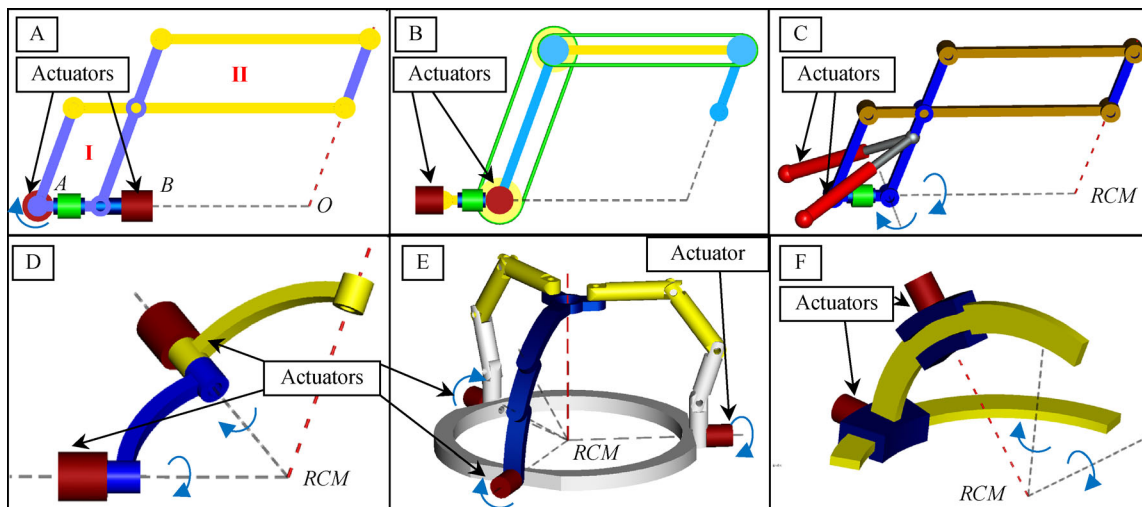 A
Actuators
II
I
A
B
O
B
Actuators
C
Actuators
RCM
D
Actuators
RCM
E
Actuator
RCM
F
Actuators
RCM